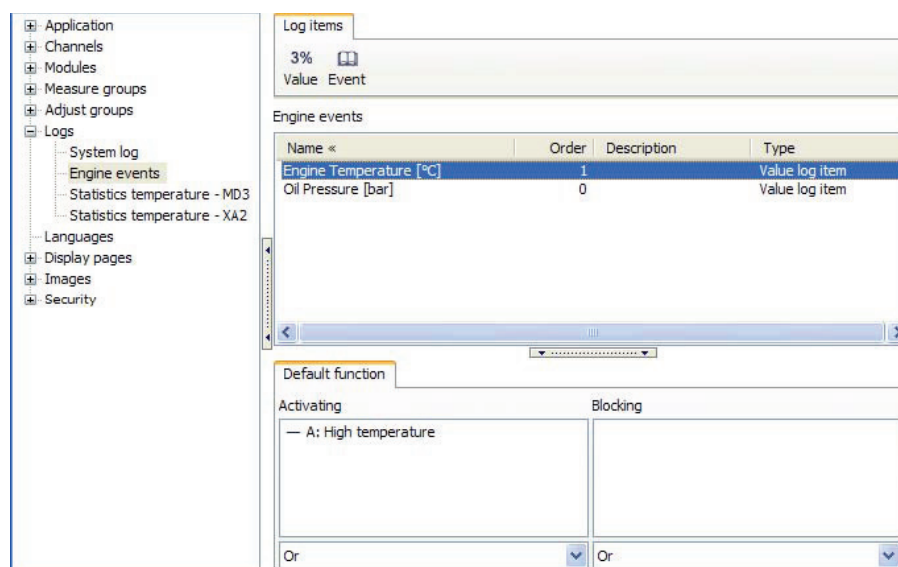 Application
Channels
Modules
Measure groups
Adjust groups
Logs
System log
Engine events
Statistics temperature - MD3
Statistics temperature - XA2
Languages
Display pages
Images
Security
Log items
3%
Value Event
Engine events
Name « Order Description Type
Engine Temperature [°C] 1 Value log item
Oil Pressure [bar] 0 Value log item
Default function
Activating Blocking
A: High temperature
Or Or